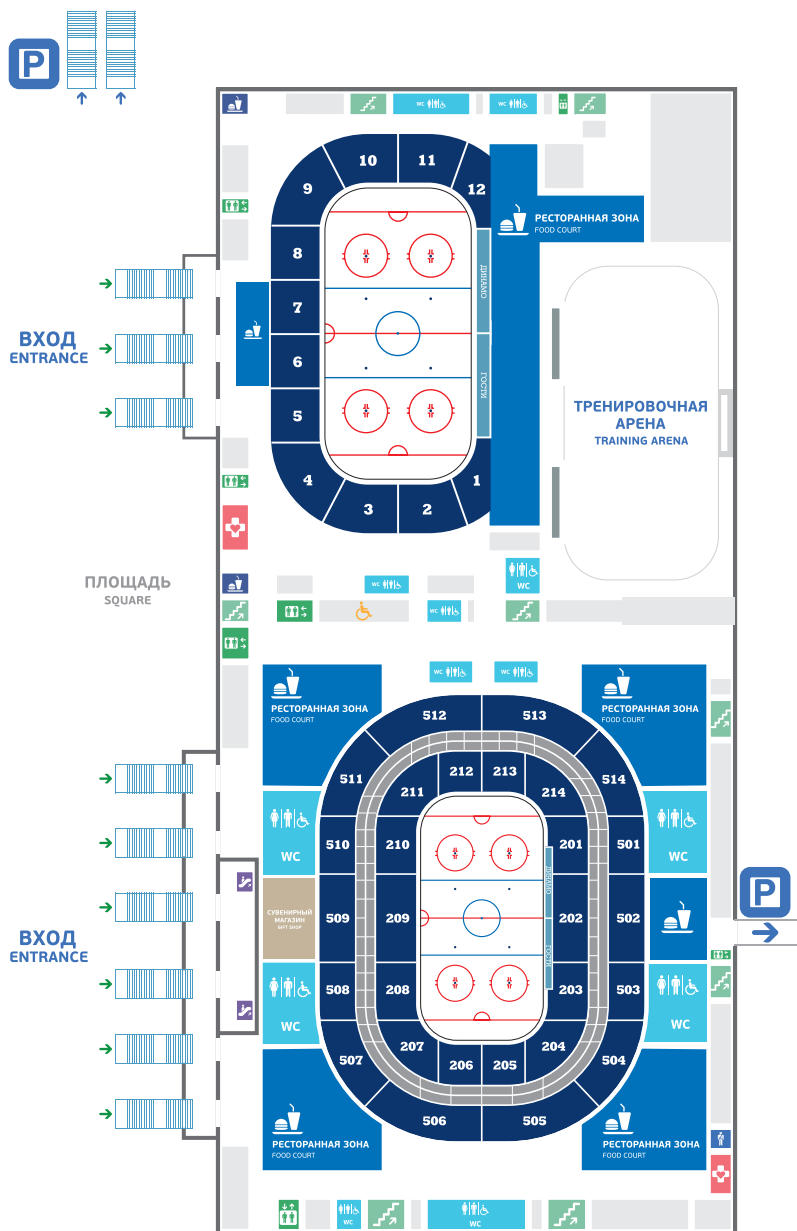 P
WC
WC
10
11
9
12
РЕСТОРАННАЯ ЗОНА
FOOD COURT
8
ДИНАМО
7
ВХОД
ENTRANCE
6
ГОСТИ
5
ТРЕНИРОВОЧНАЯ
АРЕНА
TRAINING ARENA
4
1
3
2
ПЛОЩАДЬ
SQUARE
WC
WC
WC
WC
WC
РЕСТОРАННАЯ ЗОНА
FOOD COURT
РЕСТОРАННАЯ ЗОНА
FOOD COURT
512
513
511
514
212
213
211
214
510
210
201
501
WC
WC
P
СУВЕНИРНЫЙ
МАГАЗИН
GIFT SHOP
509
209
202
502
ДИНАМО
ГОСТИ
ВХОД
ENTRANCE
508
208
203
503
WC
WC
507
207
204
504
206
205
506
505
РЕСТОРАННАЯ ЗОНА
FOOD COURT
РЕСТОРАННАЯ ЗОНА
FOOD COURT
WC
WC